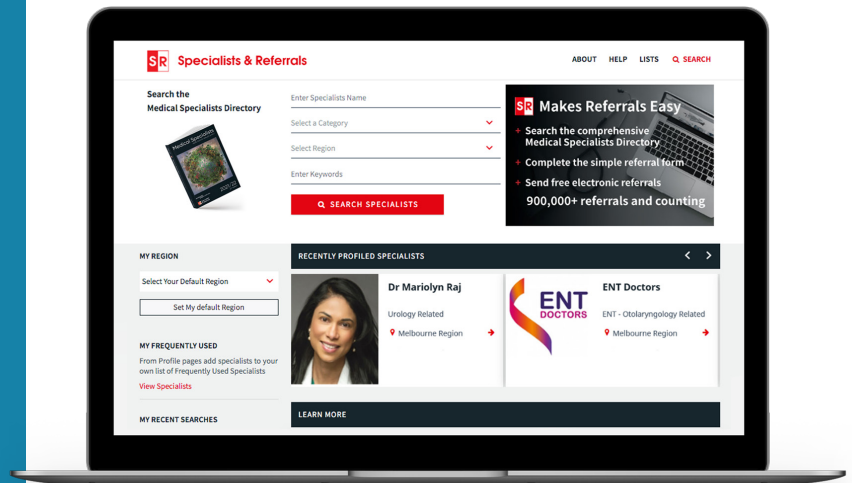 SR Specialists & Referrals
ABOUT HELP LISTS SEARCH
Search the
Medical Specialists Directory
Medical Specialists
2021/22
Enter Specialists Name
Select a Category
Select Region
Enter Keywords
SEARCH SPECIALISTS
SR Makes Referrals Easy
+ Search the comprehensive
Medical Specialists Directory
+ Complete the simple referral form
+ Send free electronic referrals
900,000+ referrals and counting
MY REGION
Select Your Default Region
Set My default Region
MY FREQUENTLY USED
From Profile pages add specialists to your
own list of Frequently Used Specialists
View Specialists
MY RECENT SEARCHES
RECENTLY PROFILED SPECIALISTS
Dr Mariolyn Raj
Urology Related
Melbourne Region
ENT
DOCTORS
ENT Doctors
ENT - Otolaryngology Related
Melbourne Region
LEARN MORE